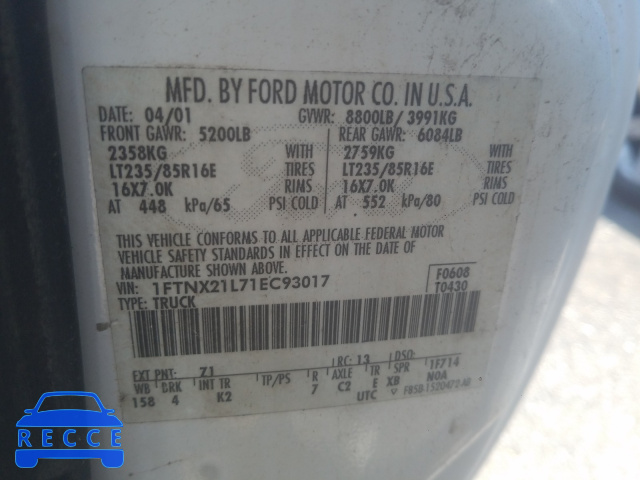 MFD. BY FORD MOTOR CO. IN U.S.A.
DATE: 04/01 GVWR: 8800LB/ 3991KG
FRONT GAWR: 5200LB REAR GAWR: 6084LB
2358KG WITH 2759KG WITH
LT235/85R16E TIRES LT235/85R16E TIRES
16X7.0K RIMS 16X7.0K RIMS
AT 448 kPa/65 PSI COLD AT 552 kPa/80 PSI COLD
THIS VEHICLE CONFORMS TO ALL APPLICABLE FEDERAL MOTOR
VEHICLE SAFETY STANDARDS IN EFFECT ON THE DATE OF
MANUFACTURE SHOWN ABOVE.
VIN: 1FTNX21L71EC93017 F0608
TYPE: TRUCK T0430
EXT PNT: Z1 RC: 13 DSO:
WB BRK INT TR TP/PS R AXLE TR SPR 1F714
158 4 K2 7 C2 E XB N0A
UTC
RECCE